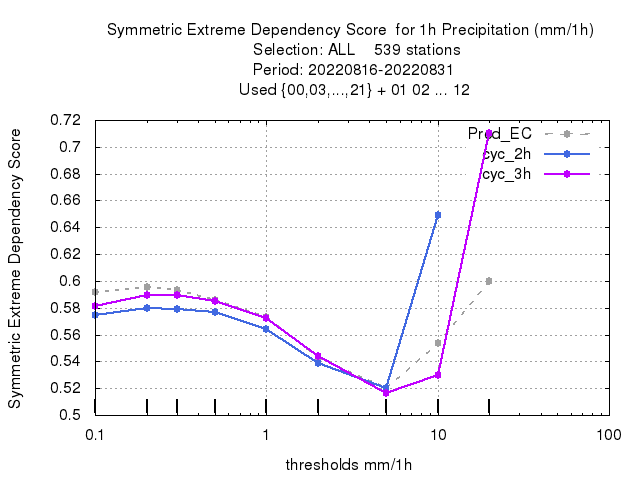 Symmetric Extreme Dependency Score for 1h Precipitation (mm/1h)
Selection: ALL 539 stations
Period: 20220816-20220831
Used {00,03,...,21} + 01 02 ... 12
Symmetric Extreme Dependency Score
0.72
0.7
0.68
0.66
0.64
0.62
0.6
0.58
0.56
0.54
0.52
0.5
Pred_EC
cyc_2h
cyc_3h
0.1
1
10
100
thresholds mm/1h